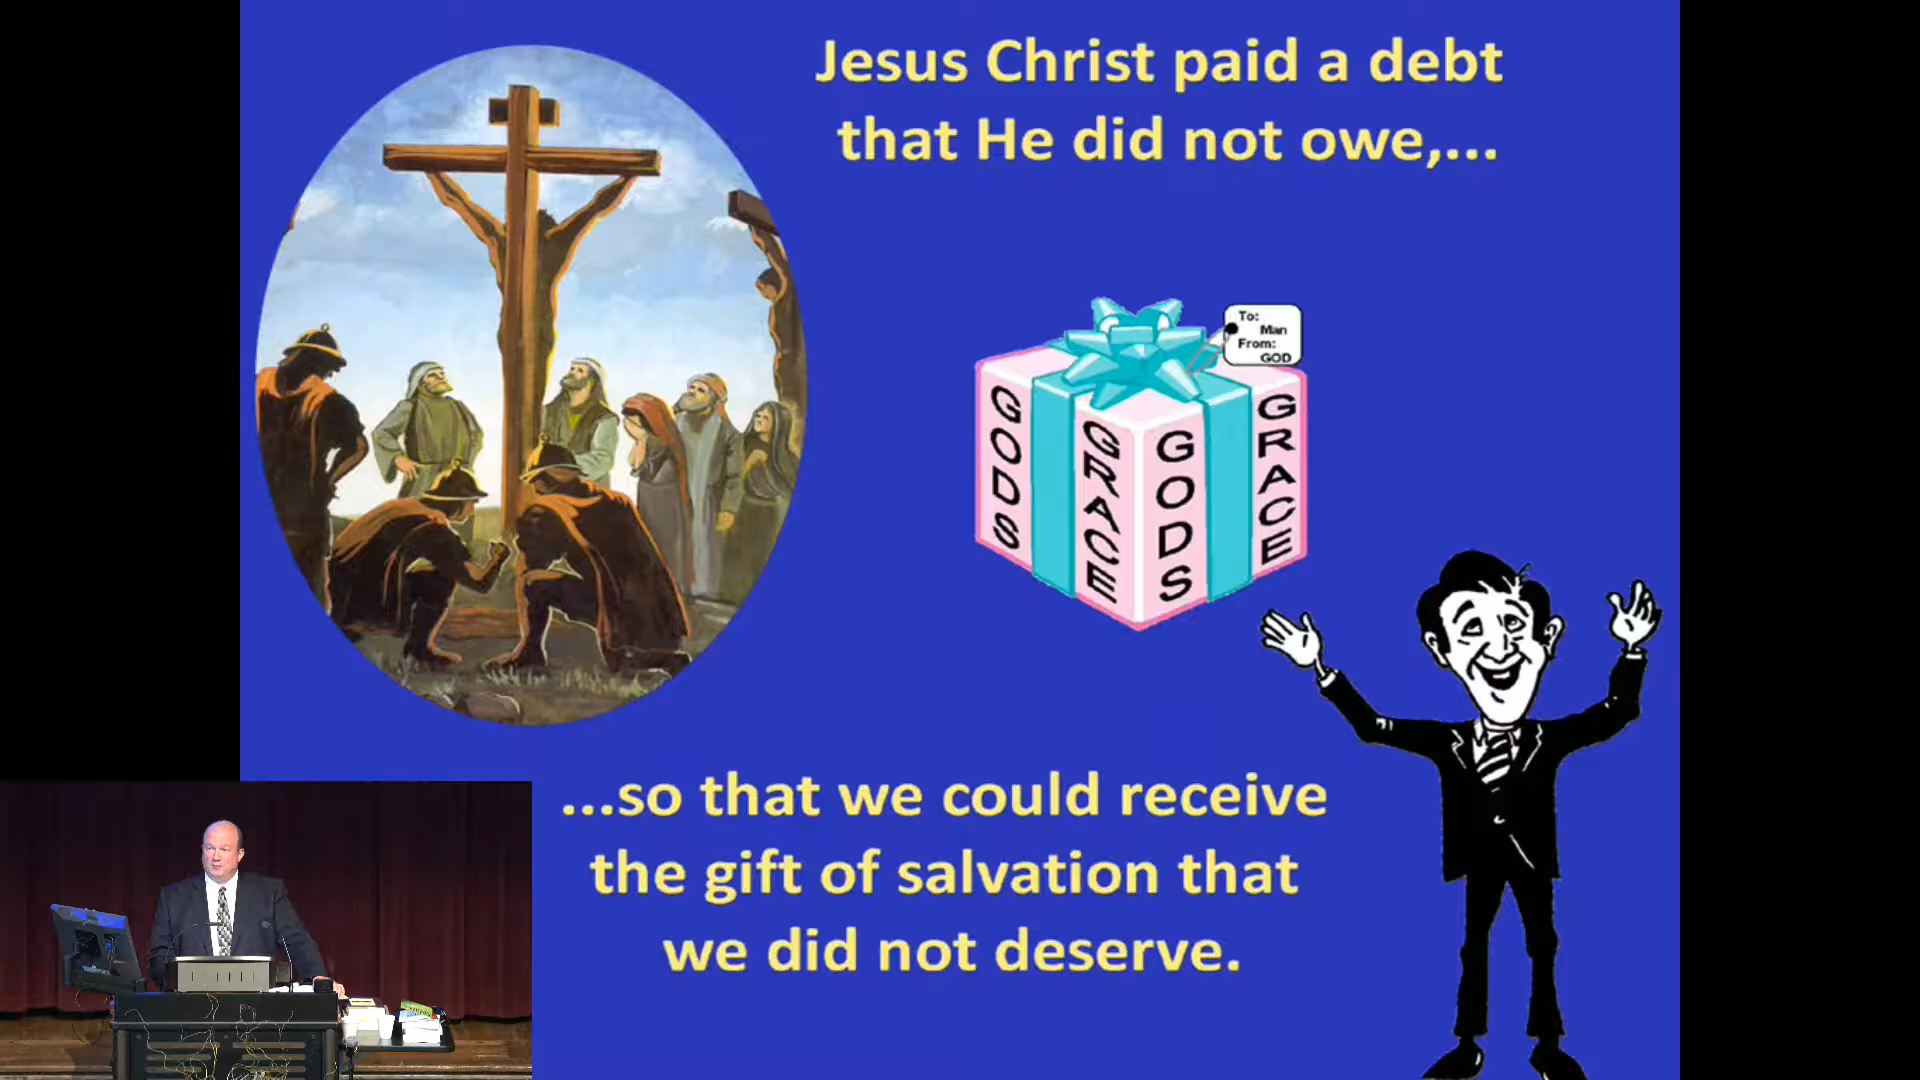 Jesus Christ paid a debt
that He did not owe,...
To:
Man
From:
GOD
GODS
GRACE
GODS
GRACE
...so that we could receive
the gift of salvation that
we did not deserve.